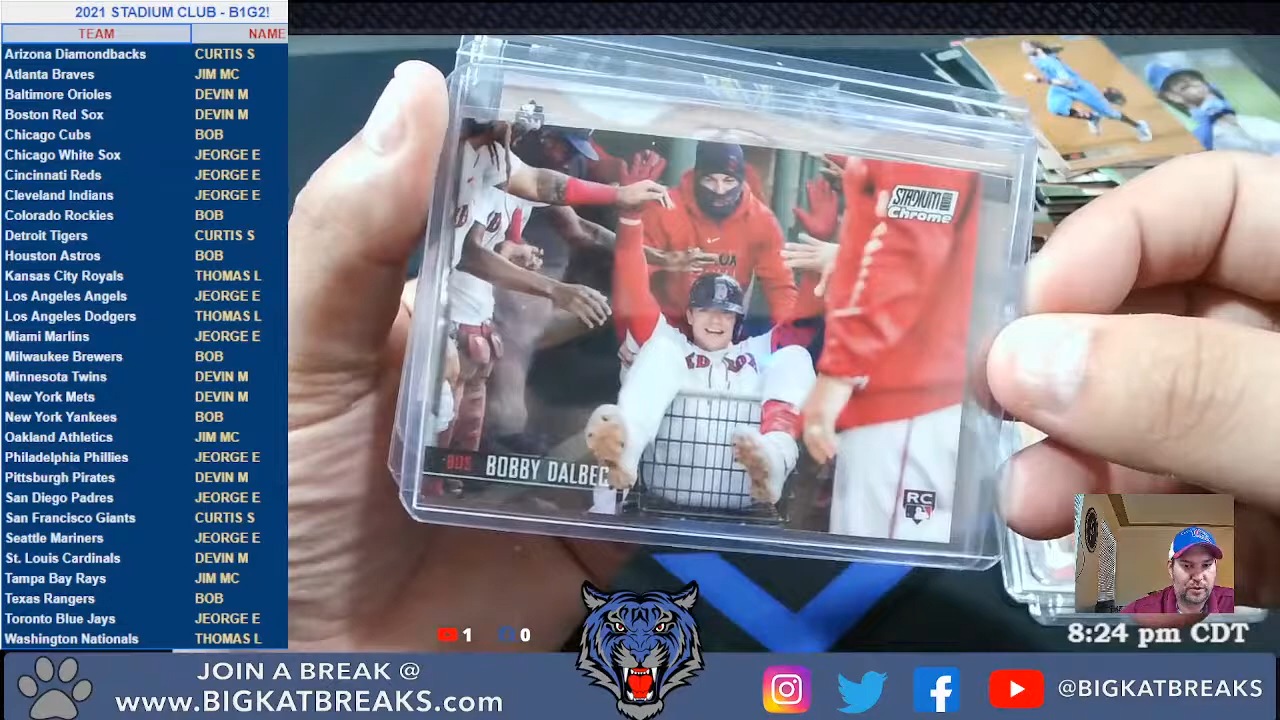 2021 STADIUM CLUB - B1G2!
TEAM NAME
Arizona Diamondbacks CURTIS S
Atlanta Braves JIM MC
Baltimore Orioles DEVIN M
Boston Red Sox DEVIN M
Chicago Cubs BOB
Chicago White Sox JEORGE E
Cincinnati Reds JEORGE E
Cleveland Indians JEORGE E
Colorado Rockies BOB
Detroit Tigers CURTIS S
Houston Astros BOB
Kansas City Royals THOMAS L
Los Angeles Angels JEORGE E
Los Angeles Dodgers THOMAS L
Miami Marlins JEORGE E
Milwaukee Brewers BOB
Minnesota Twins DEVIN M
New York Mets DEVIN M
New York Yankees BOB
Oakland Athletics JIM MC
Philadelphia Phillies JEORGE E
Pittsburgh Pirates DEVIN M
San Diego Padres JEORGE E
San Francisco Giants CURTIS S
Seattle Mariners JEORGE E
St. Louis Cardinals DEVIN M
Tampa Bay Rays JIM MC
Texas Rangers BOB
Toronto Blue Jays JEORGE E
Washington Nationals THOMAS L
STADIUM
Chrome
BOS BOBBY DALBEC
RC
1 0
8:24 pm CDT
JOIN A BREAK @
www.BIGKATBREAKS.com
@BIGKATBREAKS